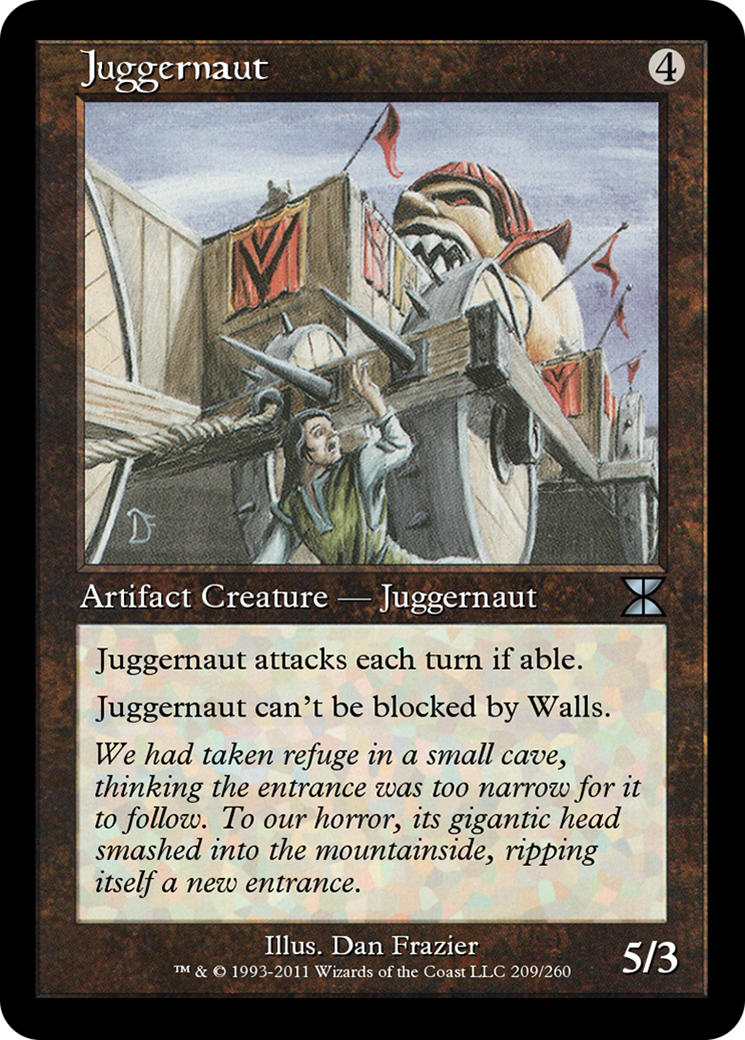 Juggernaut 4
DF
Artifact Creature — Juggernaut
Juggernaut attacks each turn if able.
Juggernaut can't be blocked by Walls.
We had taken refuge in a small cave,
thinking the entrance was too narrow for it
to follow. To our horror, its gigantic head
smashed into the mountainside, ripping
itself a new entrance.
Illus. Dan Frazier
™ & © 1993-2011 Wizards of the Coast LLC 209/260
5/3